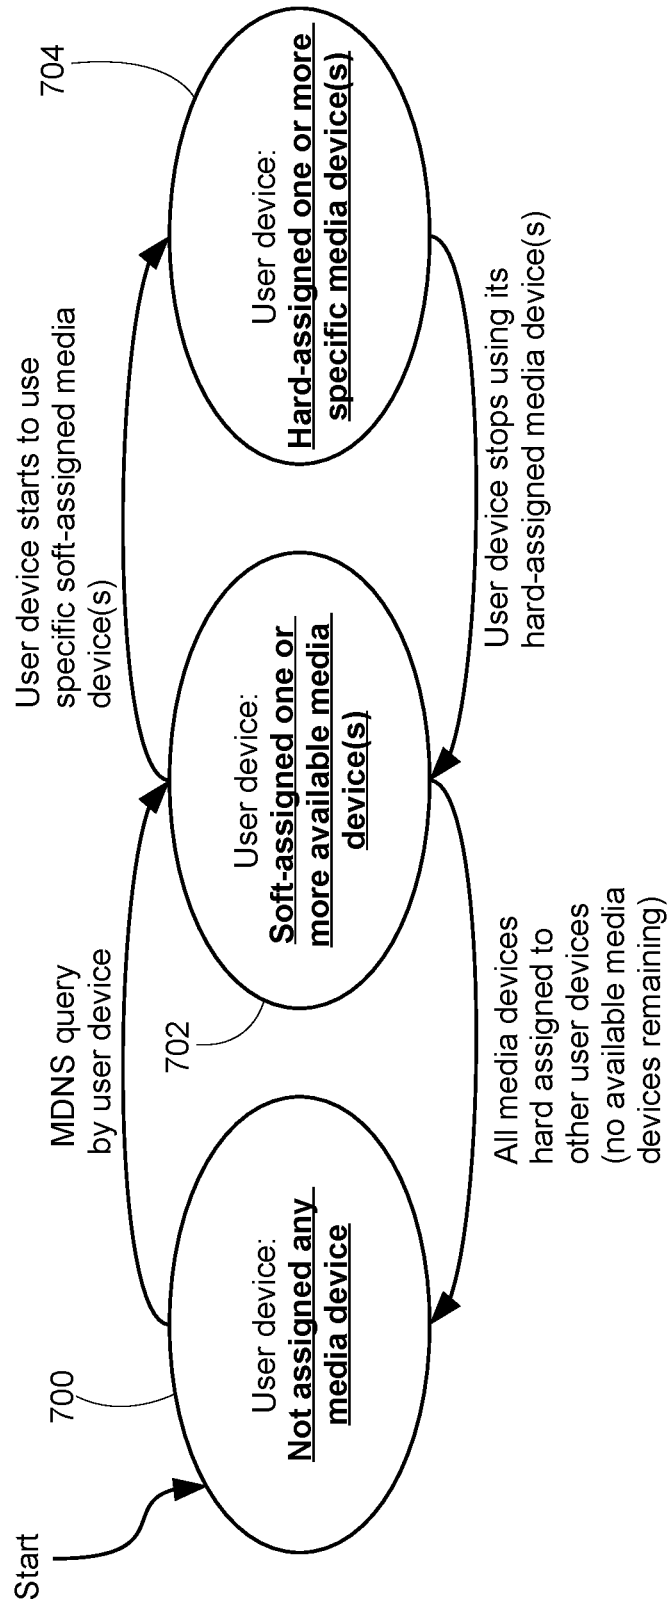 Start
700
User device:
Not assigned any
media device
MDNS query
by user device
702
User device:
Soft-assigned one or
more available media
device(s)
All media devices
hard assigned to
other user devices
(no available media
devices remaining)
User device starts to use
specific soft-assigned media
device(s)
704
User device:
Hard-assigned one or more
specific media device(s)
User device stops using its
hard-assigned media device(s)